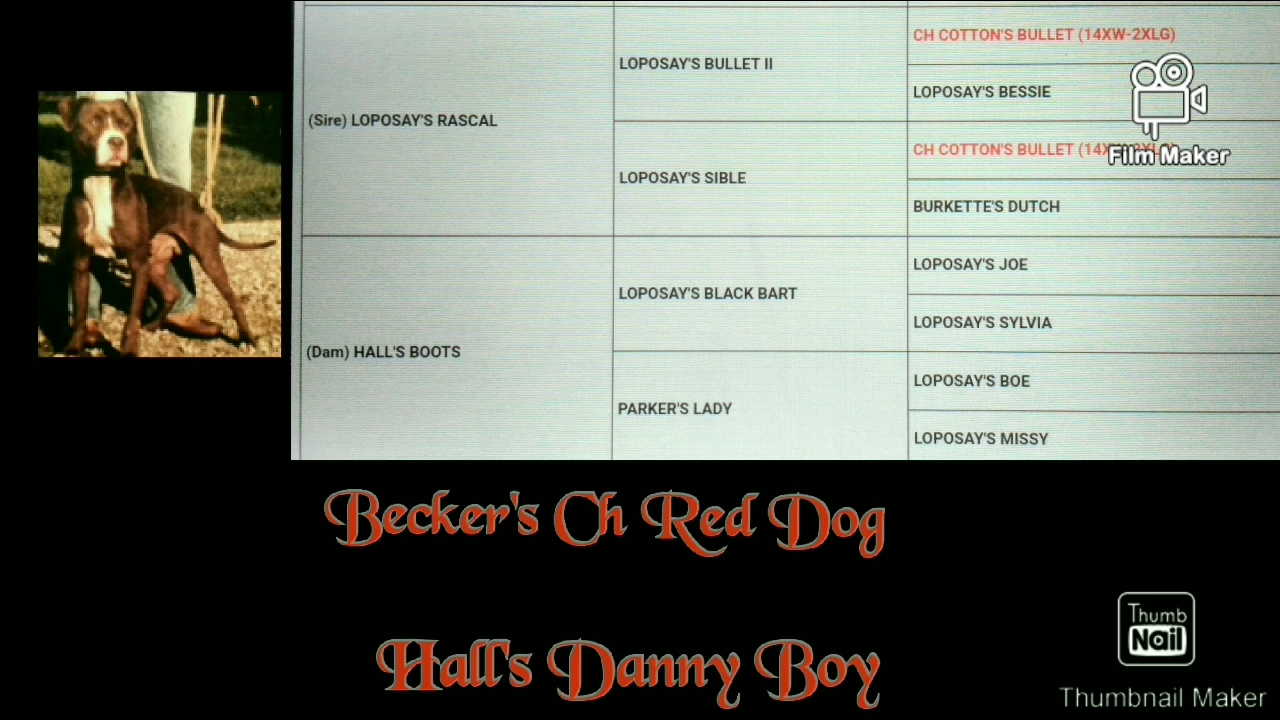 CH COTTON'S BULLET (14XW-2XLG)
LOPOSAY'S BULLET II
LOPOSAY'S BESSIE
(Sire) LOPOSAY'S RASCAL
CH COTTON'S BULLET (14X
Film Maker
LOPOSAY'S SIBLE
BURKETTE'S DUTCH
LOPOSAY'S JOE
LOPOSAY'S BLACK BART
LOPOSAY'S SYLVIA
(Dam) HALL'S BOOTS
LOPOSAY'S BOE
PARKER'S LADY
LOPOSAY'S MISSY
Becker's Ch Red Dog
Hall's Danny Boy
Thumb
Nail
Thumbnail Maker